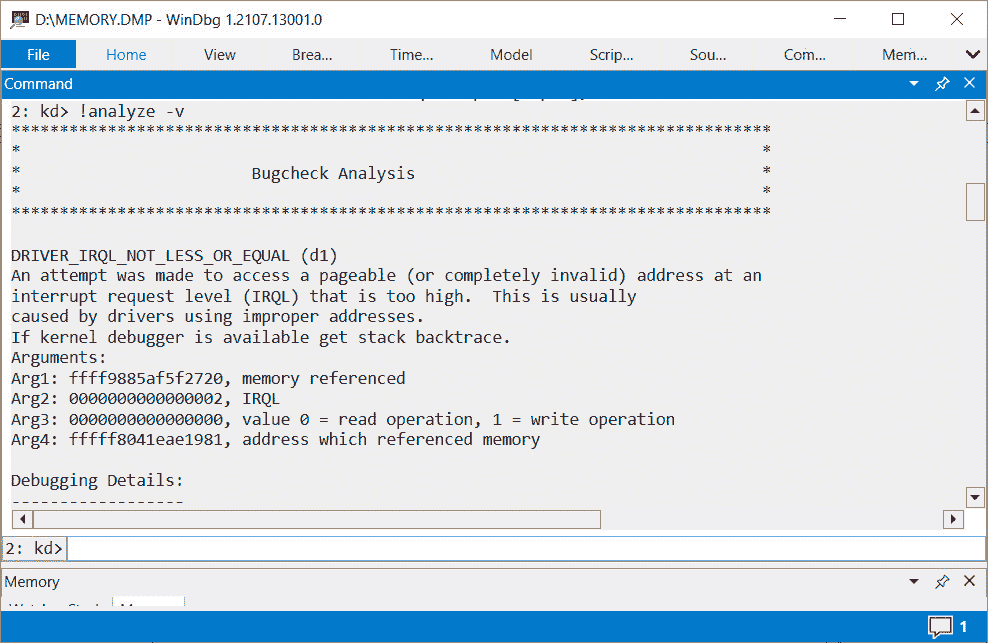 D:\MEMORY.DMP - WinDbg 1.2107.13001.0
File Home View Brea... Time... Model Scrip... Sou... Com... Mem...
Command
2: kd> !analyze -v
*******************************************************************************
* *
* Bugcheck Analysis *
* *
*******************************************************************************
DRIVER_IRQL_NOT_LESS_OR_EQUAL (d1)
An attempt was made to access a pageable (or completely invalid) address at an
interrupt request level (IRQL) that is too high.  This is usually
caused by drivers using improper addresses.
If kernel debugger is available get stack backtrace.
Arguments:
Arg1: ffff9885af5f2720, memory referenced
Arg2: 0000000000000002, IRQL
Arg3: 0000000000000000, value 0 = read operation, 1 = write operation
Arg4: fffff8041eae1981, address which referenced memory
Debugging Details:
------------------
2: kd>
Memory
1